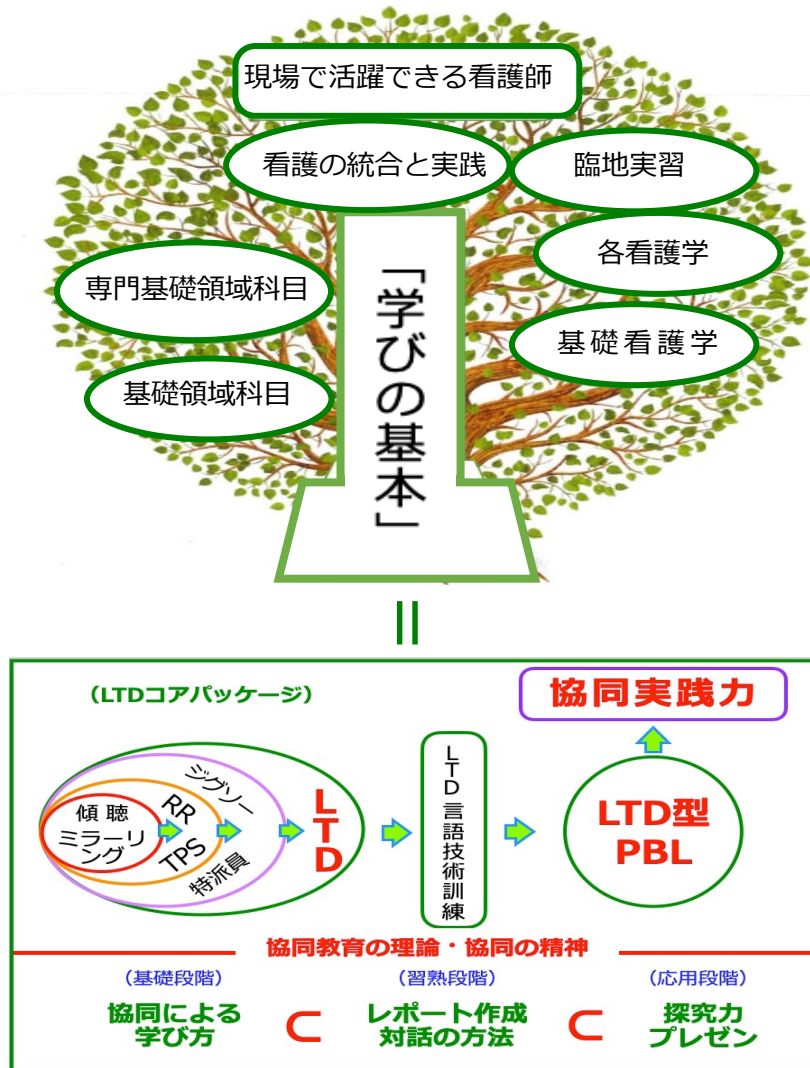 現場で活躍できる看護師
看護の統合と実践
臨地実習
各看護学
専門基礎領域科目
基礎看護学
基礎領域科目
「学びの基本」
||
(LTDコアパッケージ)
協同実践力
傾聴
ミラーリ
ング
RR
TPS
ジグソー
特派員
LTD
LTD言語技術訓練
LTD型
PBL
協同教育の理論・協同の精神
(基礎段階)
(習熟段階)
(応用段階)
協同による
学び方
⊂
レポート作成
対話の方法
⊂
探究力
プレゼン